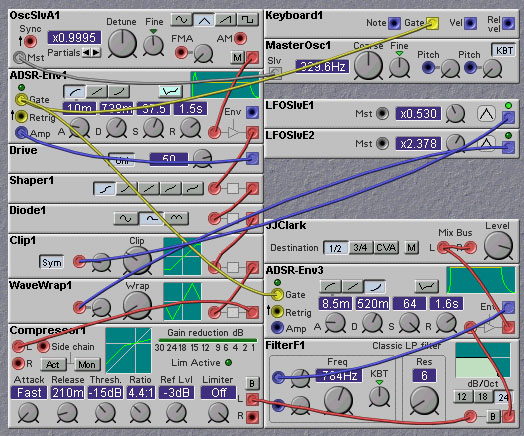 OscSlvA1
Detune
Fine
Sync
x0.9995
Partials
FMA
AM
Mst
M
Keyboard1
Note
Gate
Vel
Rel
vel
MasterOsc1
Coarse
Fine
Pitch
Pitch
KBT
Slv
329.6Hz
ADSR-Env1
Gate
10m
738m
37.5
1.5s
Env
Retrig
Amp
A
D
S
R
LFOSlvE1
Mst
x0.530
LFOSlvE2
Mst
x2.378
Drive
Uni
50
Shaper1
Diode1
Clip1
Clip
Sym
WaveWrap1
Wrap
JJClark
Mix Bus
Level
Destination
1/2
3/4
CVA
M
L
R
ADSR-Env3
Gate
8.5m
520m
64
1.6s
Env
Retrig
Amp
A
D
S
R
Compressor1
L
Side chain
R
Act
Mon
Gain reduction dB
30 24 18 15 12 9 6 4 2 1
Lim Active
Attack
Release
Thresh.
Ratio
Ref Lvl
Limiter
B
Fast
210m
-15dB
4.4:1
-3dB
Off
L
R
FilterF1
Classic LP filter
Freq
784Hz
KBT
Res
6
dB/Oct
12
18
24
B